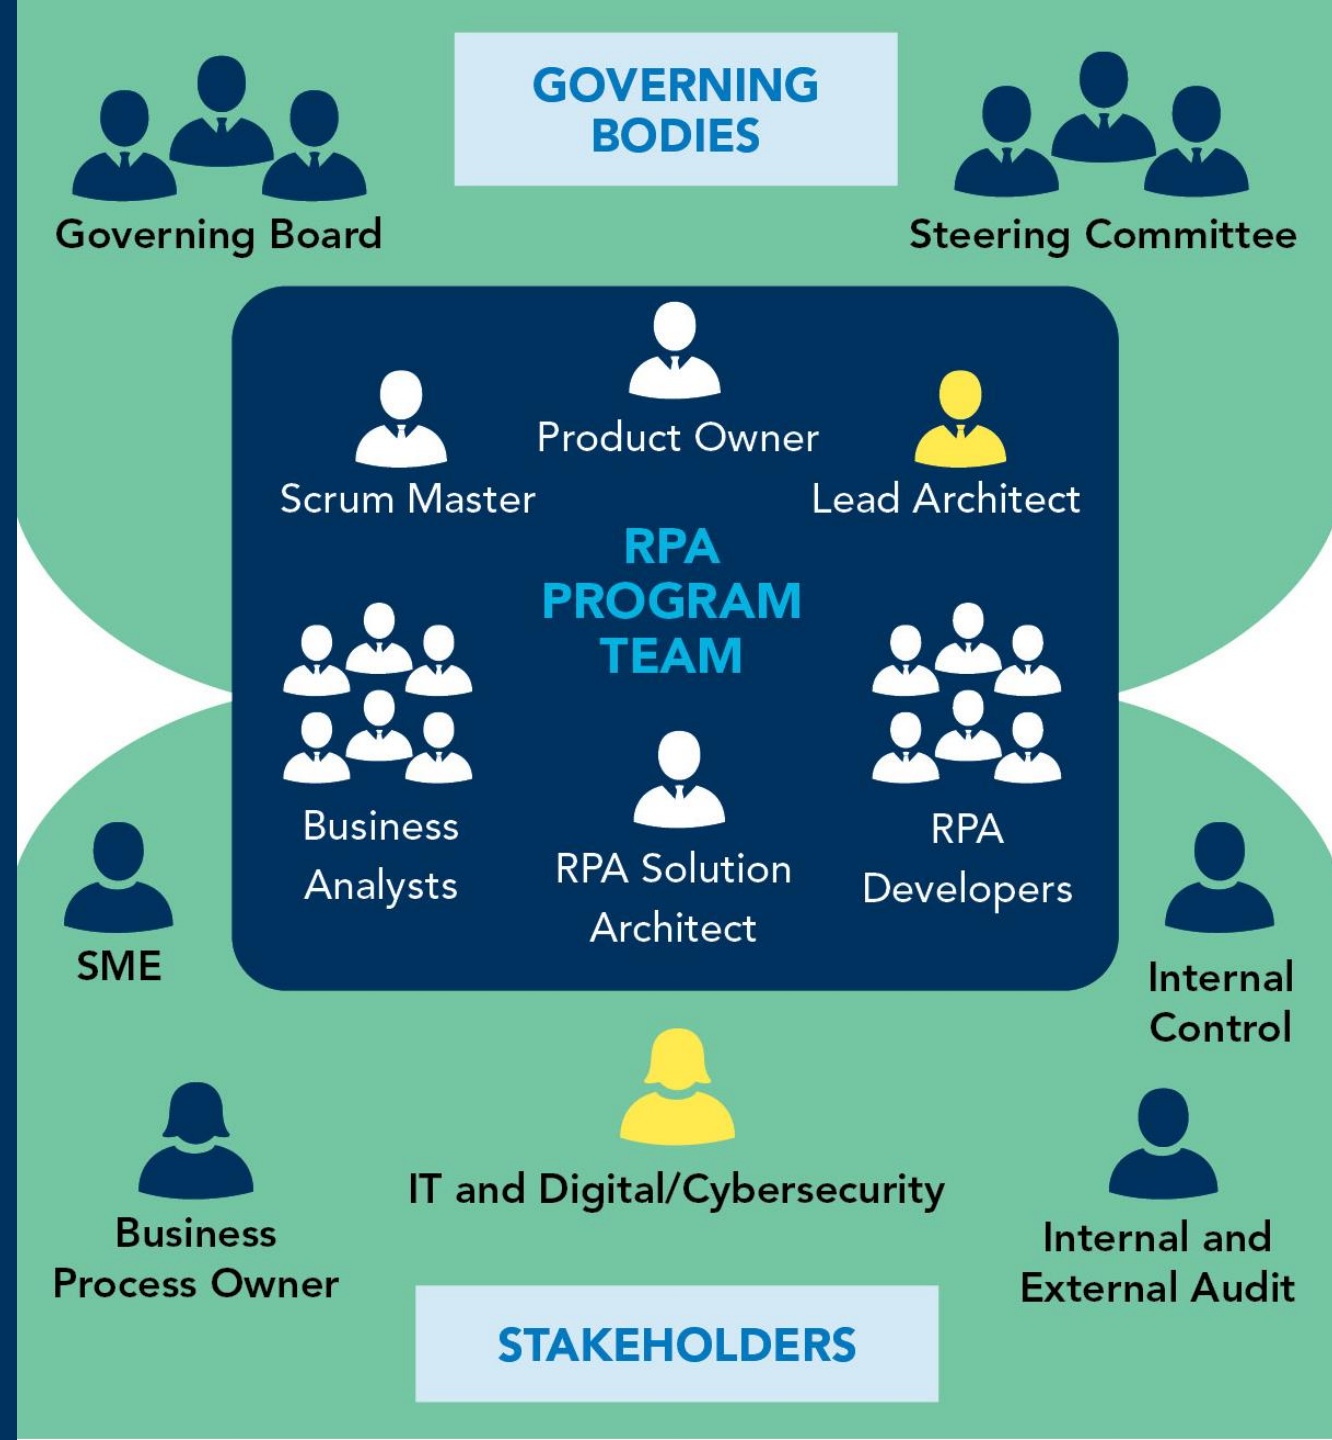 GOVERNING
BODIES
Governing Board
Steering Committee
Product Owner
Scrum Master
Lead Architect
RPA
PROGRAM
TEAM
Business
Analysts
RPA Solution
Architect
RPA
Developers
SME
Internal
Control
IT and Digital/Cybersecurity
Business
Process Owner
Internal and
External Audit
STAKEHOLDERS